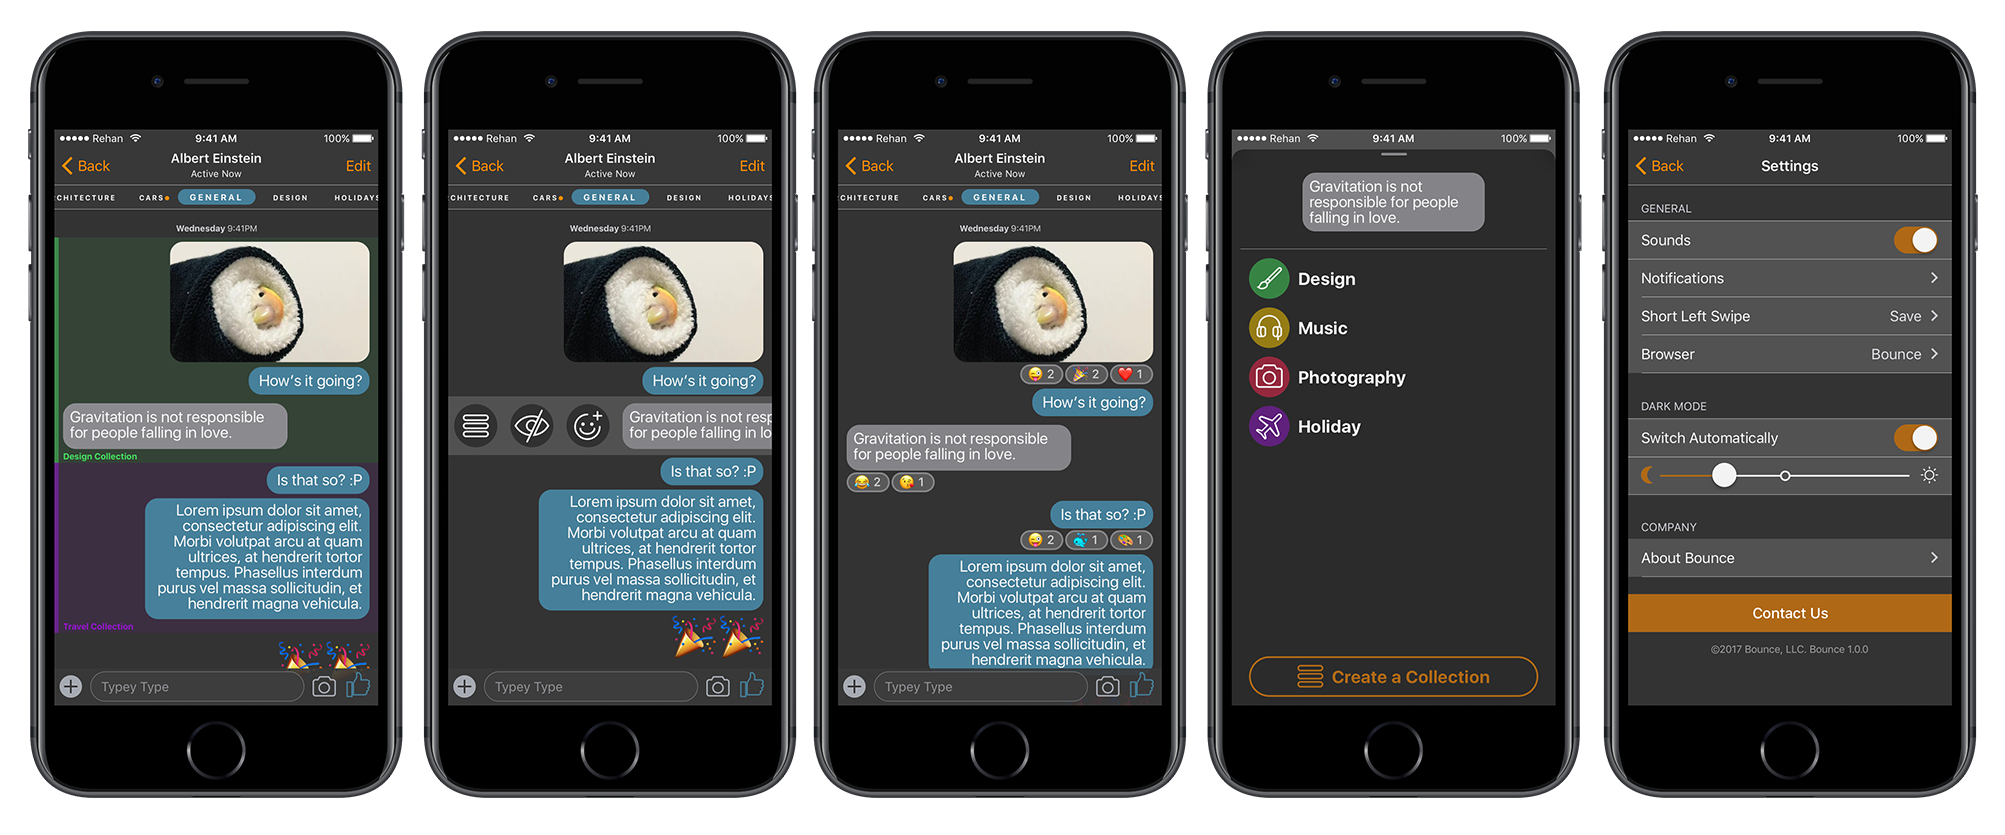 Rehan 9:41 AM 100%
Back Albert Einstein Edit
Active Now
CHITECTURE CARS GENERAL DESIGN HOLIDAYS
Wednesday 9:41PM
How's it going?
Gravitation is not responsible
for people falling in love.
Design Collection
Is that so? :P
Lorem ipsum dolor sit amet,
consectetur adipiscing elit.
Morbi volutpat arcu at quam
ultrices, at hendrerit tortor
tempus. Phasellus interdum
purus vel massa sollicitudin, et
hendrerit magna vehicula.
Travel Collection
Typey Type
Rehan 9:41 AM 100%
Back Albert Einstein Edit
Active Now
CHITECTURE CARS GENERAL DESIGN HOLIDAYS
Wednesday 9:41PM
How's it going?
Gravitation is not resp
for people falling in lo
Is that so? :P
Lorem ipsum dolor sit amet,
consectetur adipiscing elit.
Morbi volutpat arcu at quam
ultrices, at hendrerit tortor
tempus. Phasellus interdum
purus vel massa sollicitudin, et
hendrerit magna vehicula.
Typey Type
Rehan 9:41 AM 100%
Back Albert Einstein Edit
Active Now
CHITECTURE CARS GENERAL DESIGN HOLIDAYS
Wednesday 9:41PM
😜 2 🎉 2 ❤️ 1
How's it going?
Gravitation is not responsible
for people falling in love.
😂 2 😘 1
Is that so? :P
😜 2 🐳 1 🎨 1
Lorem ipsum dolor sit amet,
consectetur adipiscing elit.
Morbi volutpat arcu at quam
ultrices, at hendrerit tortor
tempus. Phasellus interdum
purus vel massa sollicitudin, et
hendrerit magna vehicula.
Typey Type
Rehan 9:41 AM 100%
Gravitation is not
responsible for people
falling in love.
Design
Music
Photography
Holiday
Create a Collection
Rehan 9:41 AM 100%
Back Settings
GENERAL
Sounds
Notifications
Short Left Swipe Save
Browser Bounce
DARK MODE
Switch Automatically
COMPANY
About Bounce
Contact Us
©2017 Bounce, LLC. Bounce 1.0.0